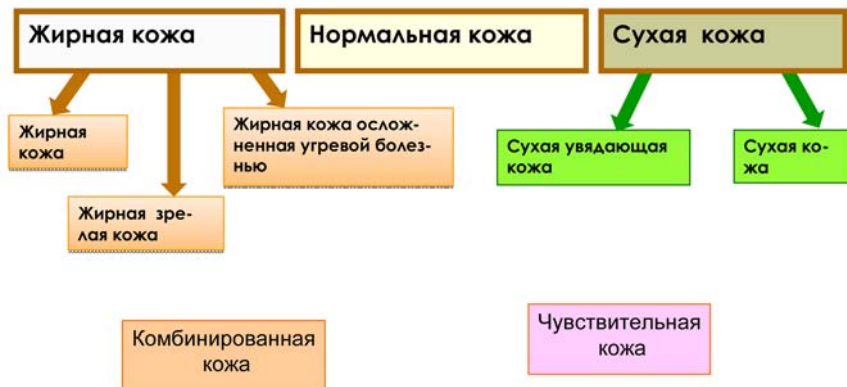 Жирная кожа
Нормальная кожа
Сухая кожа
Жирная
кожа
Жирная кожа ослож-
ненная угревой болез-
нью
Сухая увядающая
кожа
Сухая ко-
жа
Жирная зре-
лая кожа
Комбинированная
кожа
Чувствительная
кожа